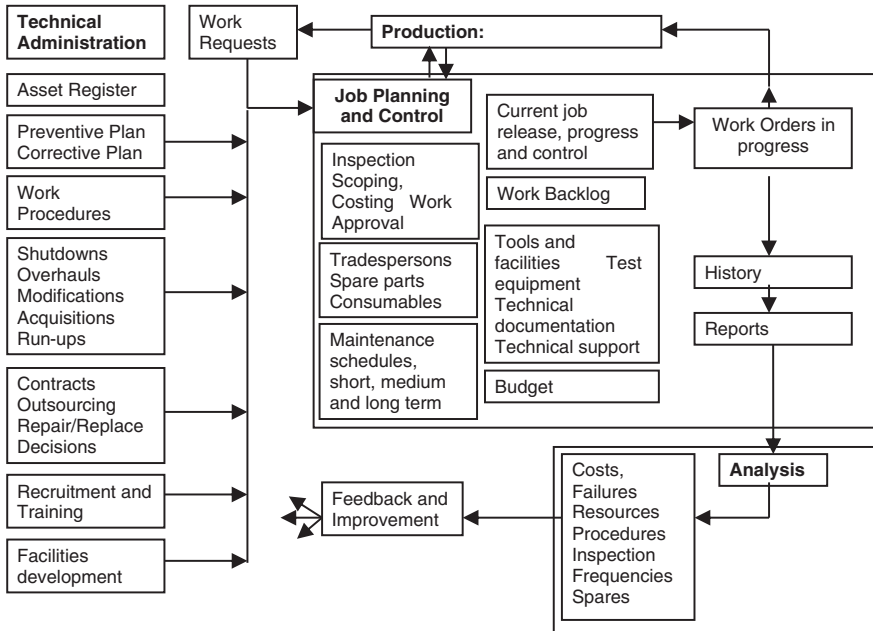 Technical
Administration
Asset Register
Preventive Plan
Corrective Plan
Work
Procedures
Shutdowns
Overhauls
Modifications
Acquisitions
Run-ups
Contracts
Outsourcing
Repair/Replace
Decisions
Recruitment and
Training
Facilities
development
Work
Requests
Production:
Job Planning
and Control
Inspection
Scoping,
Costing Work
Approval
Tradespersons
Spare parts
Consumables
Maintenance
schedules,
short, medium
and long term
Current job
release, progress
and control
Work Backlog
Tools and
facilities Test
equipment
Technical
documentation
Technical support
Budget
Work Orders in
progress
History
Reports
Analysis
Costs,
Failures
Resources
Procedures
Inspection
Frequencies
Spares
Feedback and
Improvement